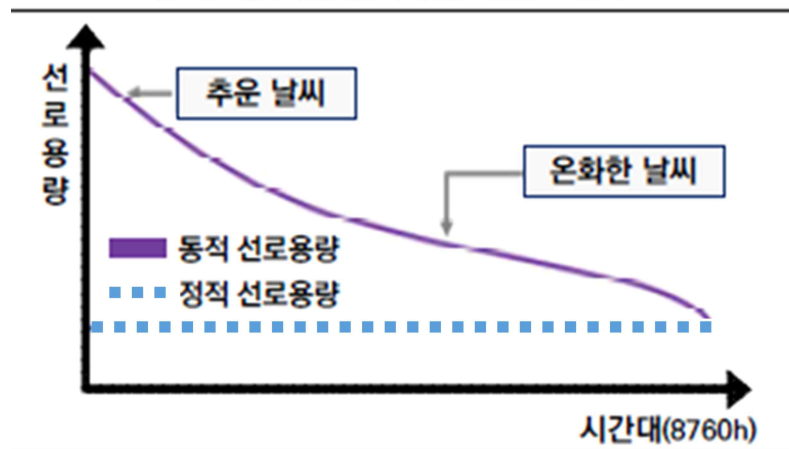 선로용량
추운 날씨
온화한 날씨
동적 선로용량
정적 선로용량
시간대(8760h)